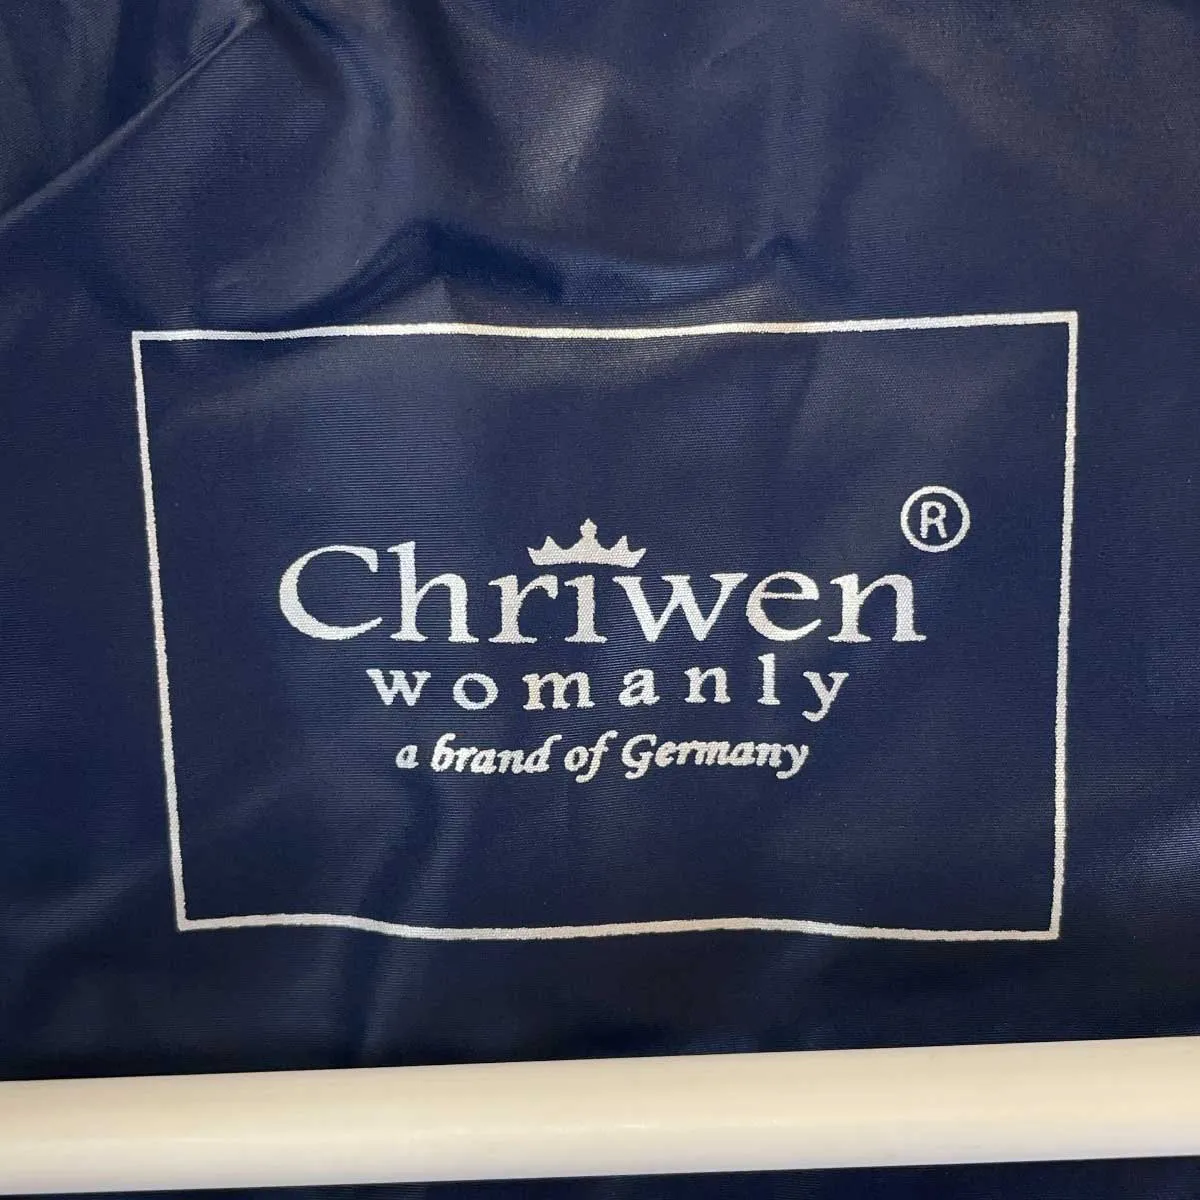 Chriwen®
womanly
a brand of Germany